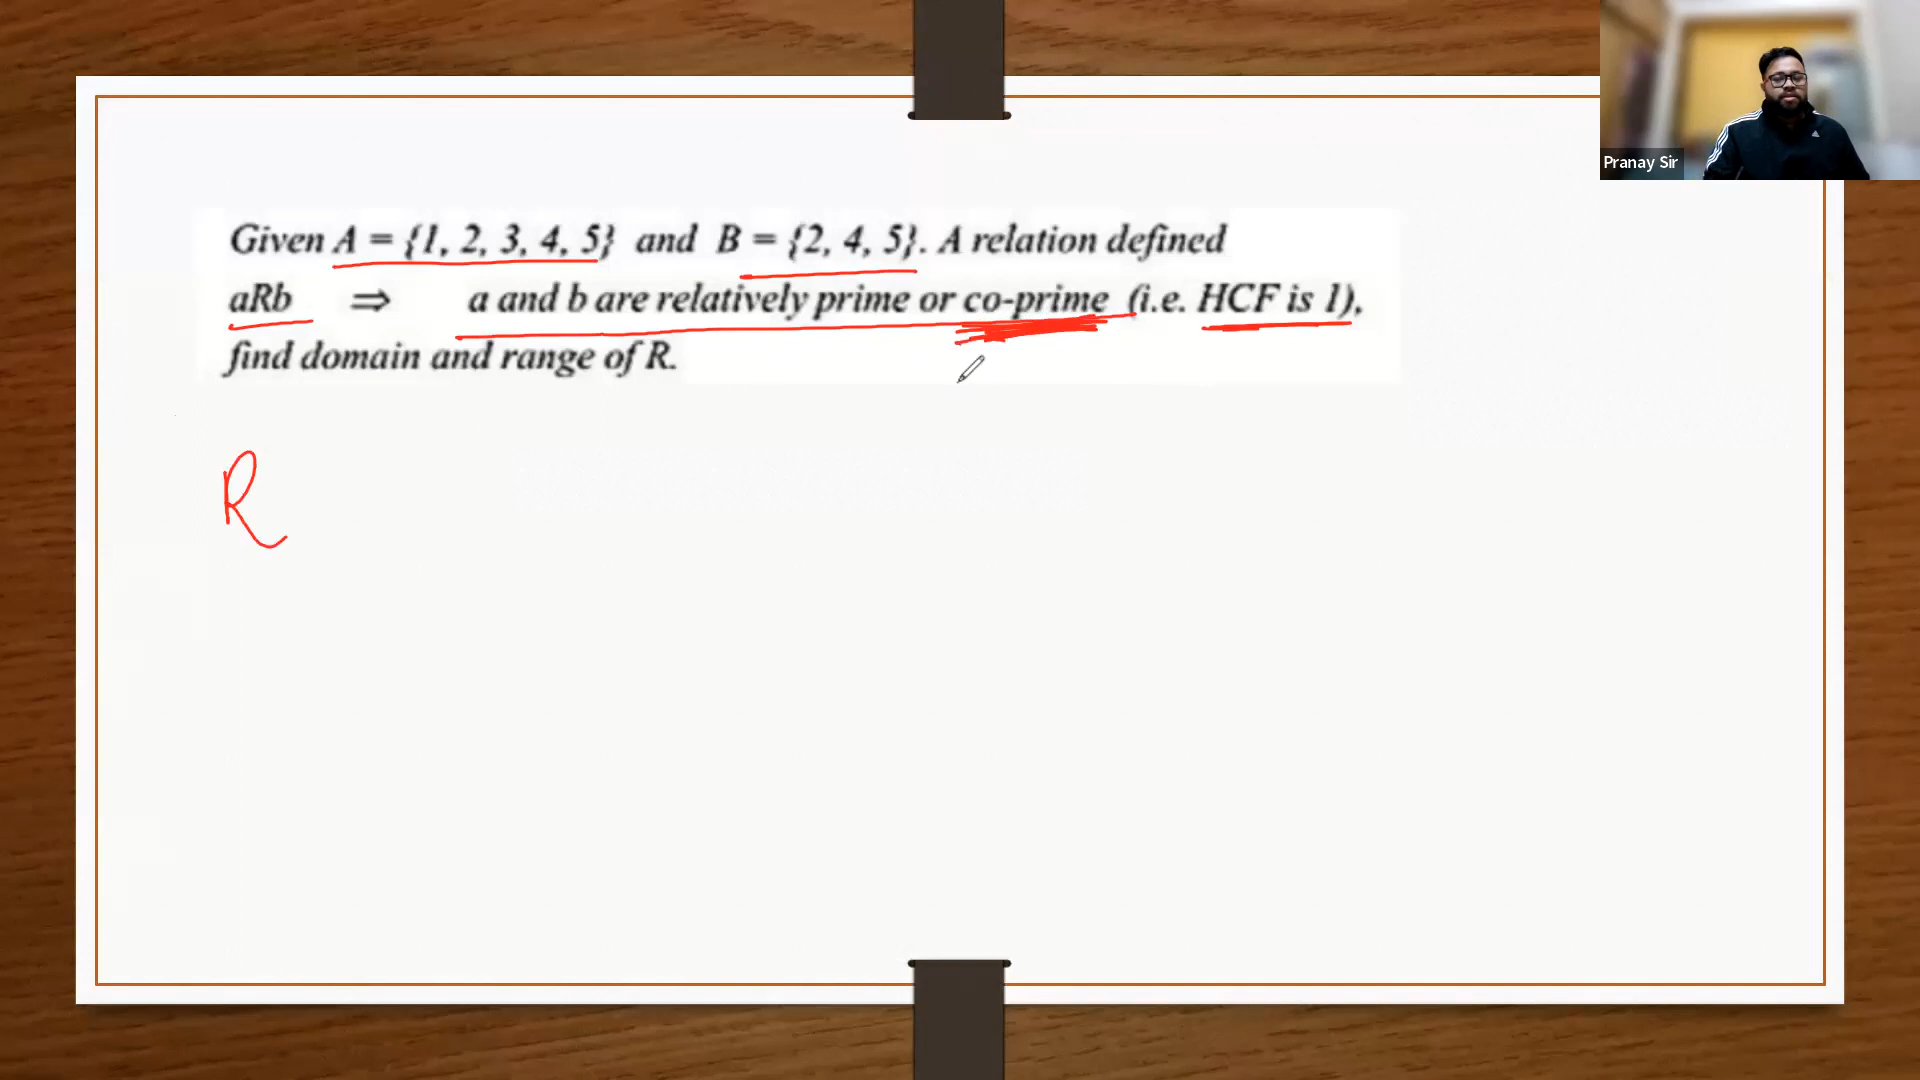 Pranay Sir
Given A = {1, 2, 3, 4, 5} and B = {2, 4, 5}. A relation defined
aRb ⇒ a and b are relatively prime or co-prime (i.e. HCF is 1),
find domain and range of R.
R